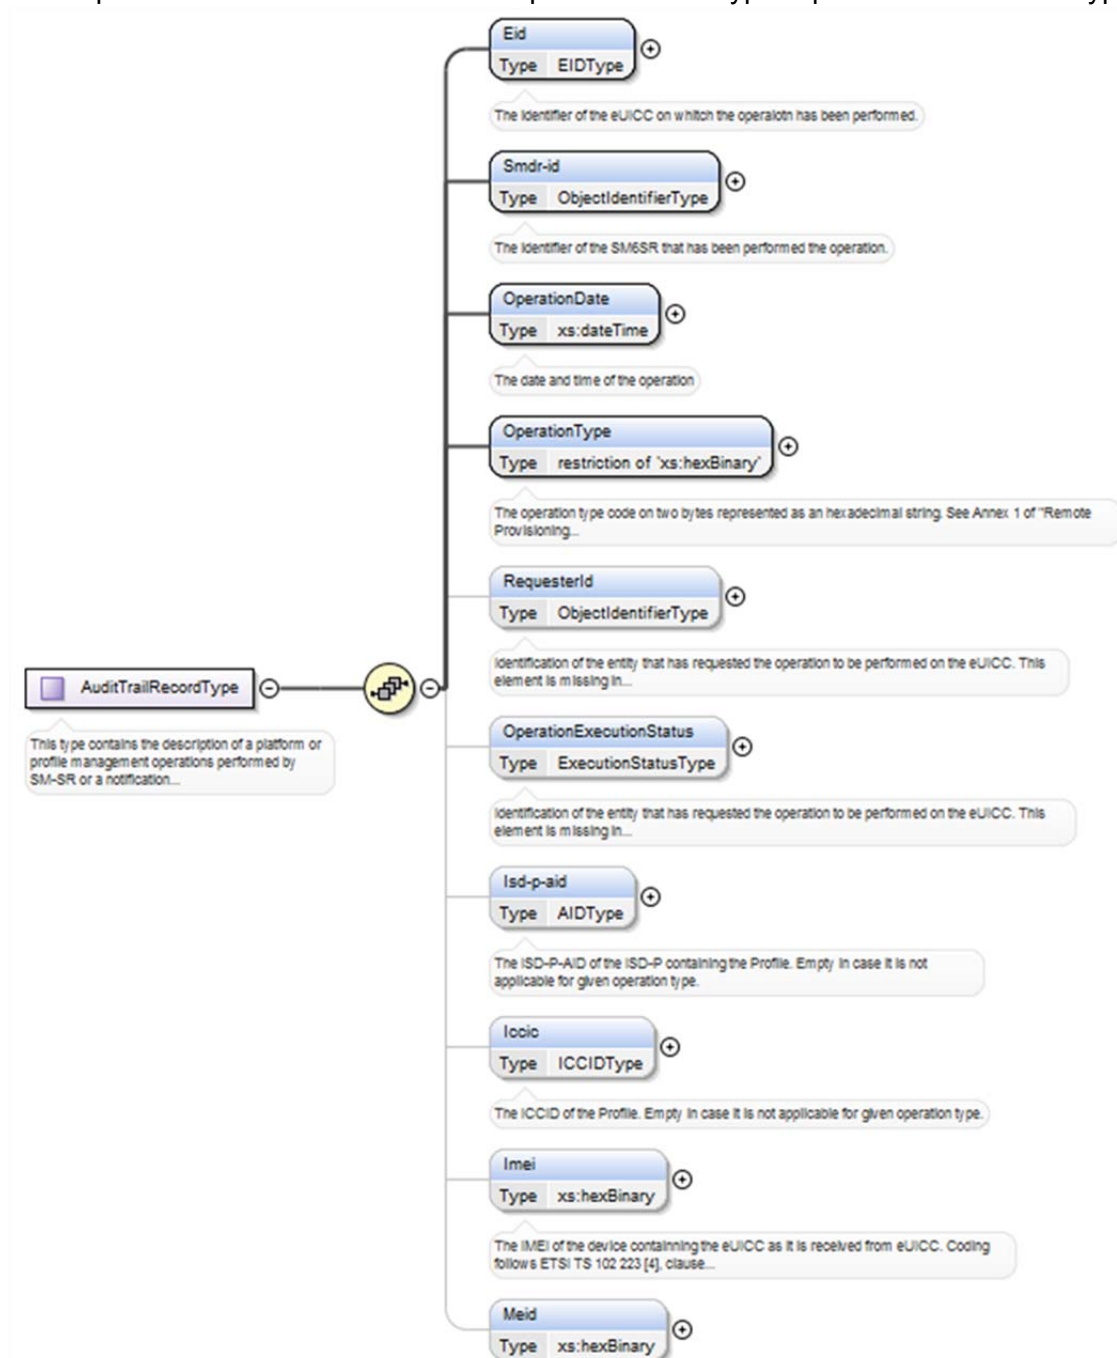 Eid
Type EIDType
The Identifier of the eUICC on whitch the operalotn has been performed.
Smdr-id
Type ObjectIdentifierType
The Identifier of the SM6SR that has been performed the operation.
OperationDate
Type xs:dateTime
The date and time of the operation
OperationType
Type restriction of 'xs:hexBinary'
The operation type code on two bytes represented as an hexadecimal string. See Annex 1 of "Remote
Provisioning...
RequesterId
Type ObjectIdentifierType
Identification of the entity that has requested the operation to be performed on the eUICC. This
element is missing in...
AuditTrailRecordType
This type contains the description of a platform or
profile management operations performed by
SM-SR or a notification...
OperationExecutionStatus
Type ExecutionStatusType
Identification of the entity that has requested the operation to be performed on the eUICC. This
element is missing in...
Isd-p-aid
Type AIDType
The ISD-P-AID of the ISD-P containing the Profile. Empty in case it is not
applicable for given operation type.
Iccic
Type ICCIDType
The ICCID of the Profile. Empty in case it is not applicable for given operation type.
Imei
Type xs:hexBinary
The IMEI of the device containning the eUICC as it is received from eUICC. Coding
follows ETSI TS 102 223 [4], clause...
Meid
Type xs:hexBinary